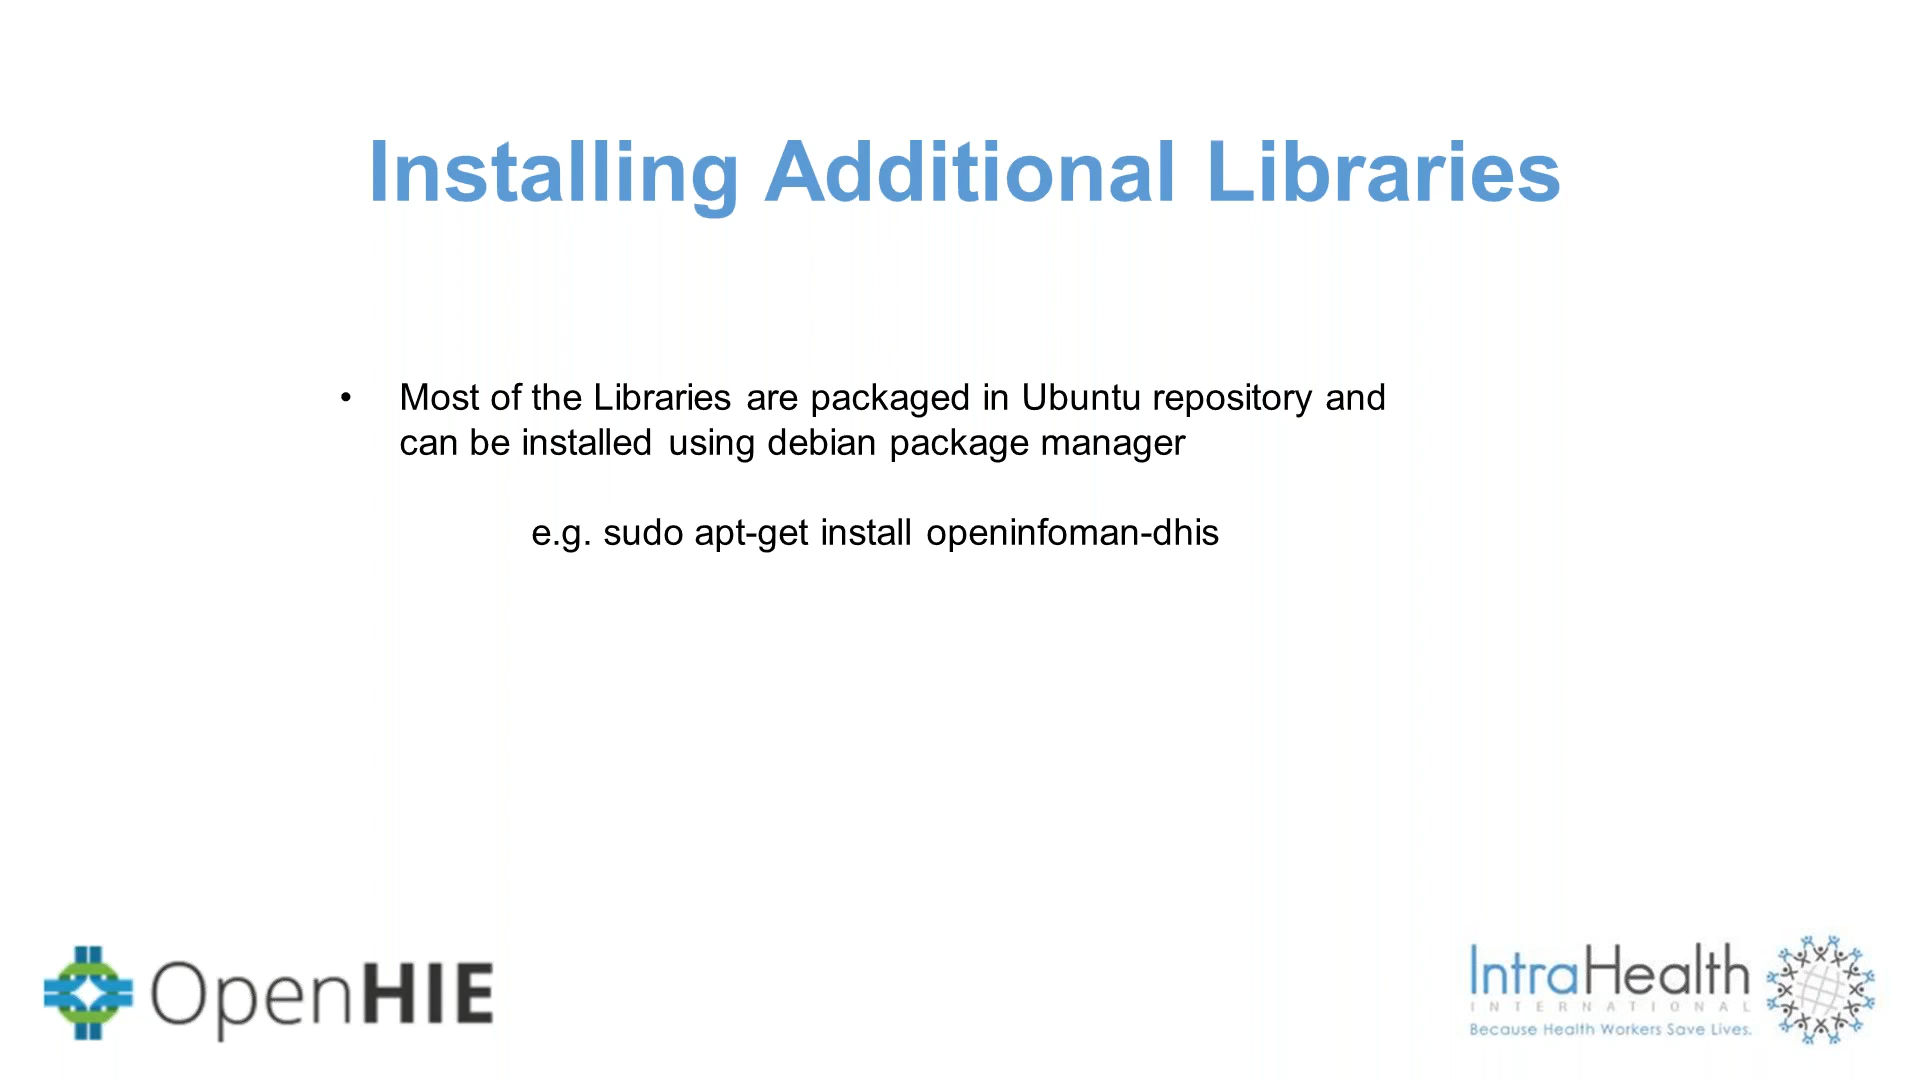 Installing Additional Libraries
• Most of the Libraries are packaged in Ubuntu repository and
can be installed using debian package manager
e.g. sudo apt-get install openinfoman-dhis
OpenHIE
IntraHealth
INTERNATIONAL
Because Health Workers Save Lives.